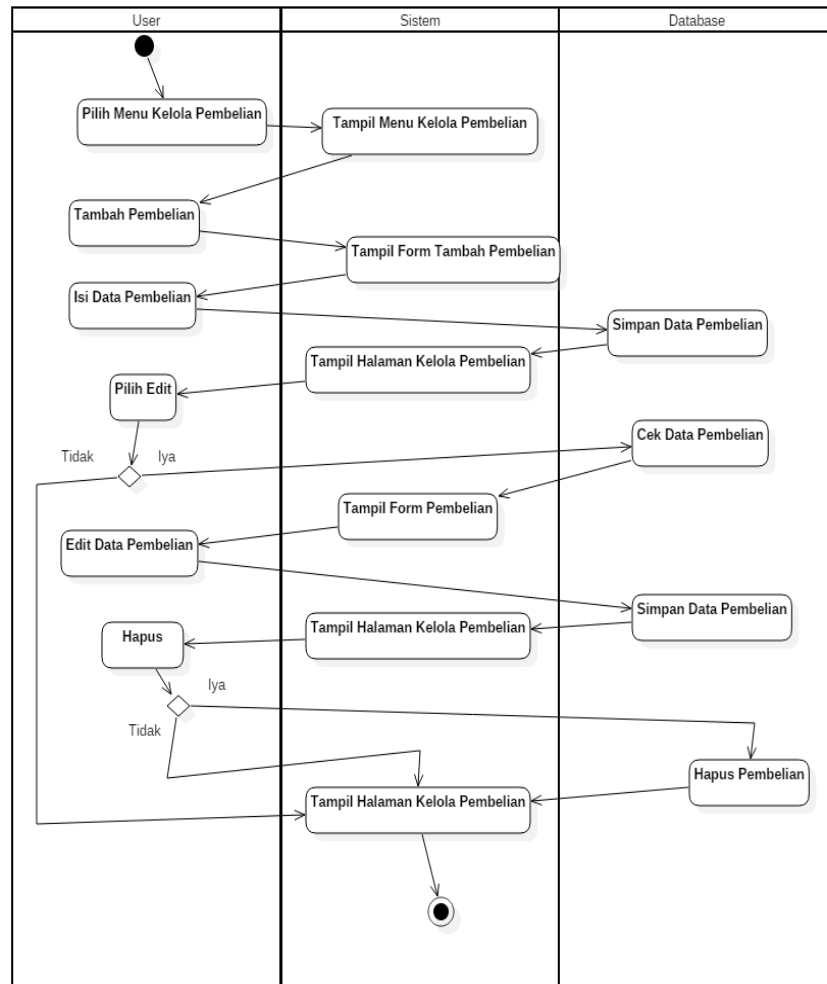 User
Sistem
Database
Pilih Menu Kelola Pembelian
Tampil Menu Kelola Pembelian
Tambah Pembelian
Tampil Form Tambah Pembelian
Isi Data Pembelian
Simpan Data Pembelian
Tampil Halaman Kelola Pembelian
Pilih Edit
Tidak
Iya
Cek Data Pembelian
Tampil Form Pembelian
Edit Data Pembelian
Simpan Data Pembelian
Tampil Halaman Kelola Pembelian
Hapus
Iya
Tidak
Hapus Pembelian
Tampil Halaman Kelola Pembelian